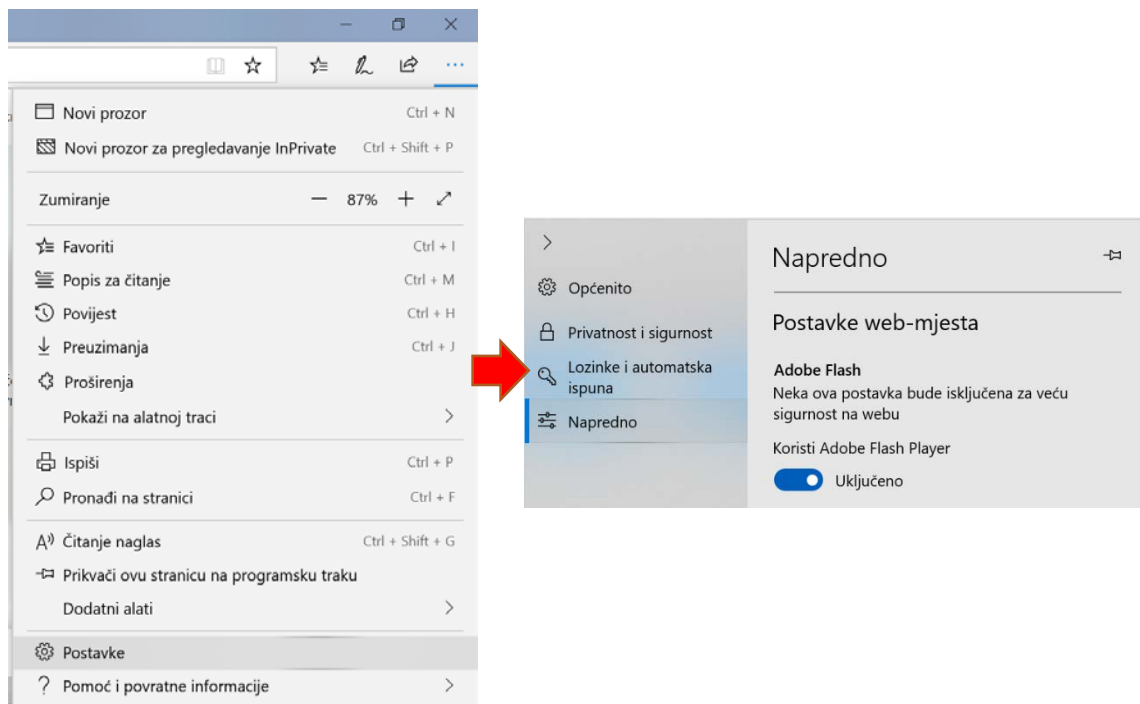 Novi prozor Ctrl + N
Novi prozor za pregledavanje InPrivate Ctrl + Shift + P
Zumiranje 87%
Favoriti Ctrl + I
Popis za čitanje Ctrl + M
Povijest Ctrl + H
Preuzimanja Ctrl + J
Proširenja
Pokaži na alatnoj traci
Ispiši Ctrl + P
Pronađi na stranici Ctrl + F
Čitanje naglas Ctrl + Shift + G
Prikvači ovu stranicu na programsku traku
Dodatni alati
Postavke
Pomoć i povratne informacije
Općenito
Privatnost i sigurnost
Lozinke i automatska
ispuna
Napredno
Napredno
Postavke web-mjesta
Adobe Flash
Neka ova postavka bude isključena za veću
sigurnost na webu
Koristi Adobe Flash Player
Uključeno